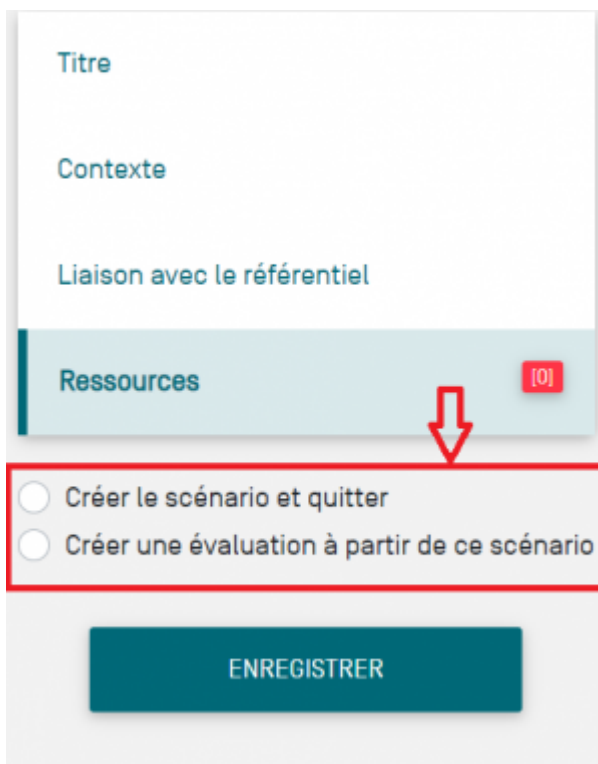 Titre
Contexte
Liaison avec le référentiel
Ressources [0]
Créer le scénario et quitter
Créer une évaluation à partir de ce scénario
ENREGISTRER